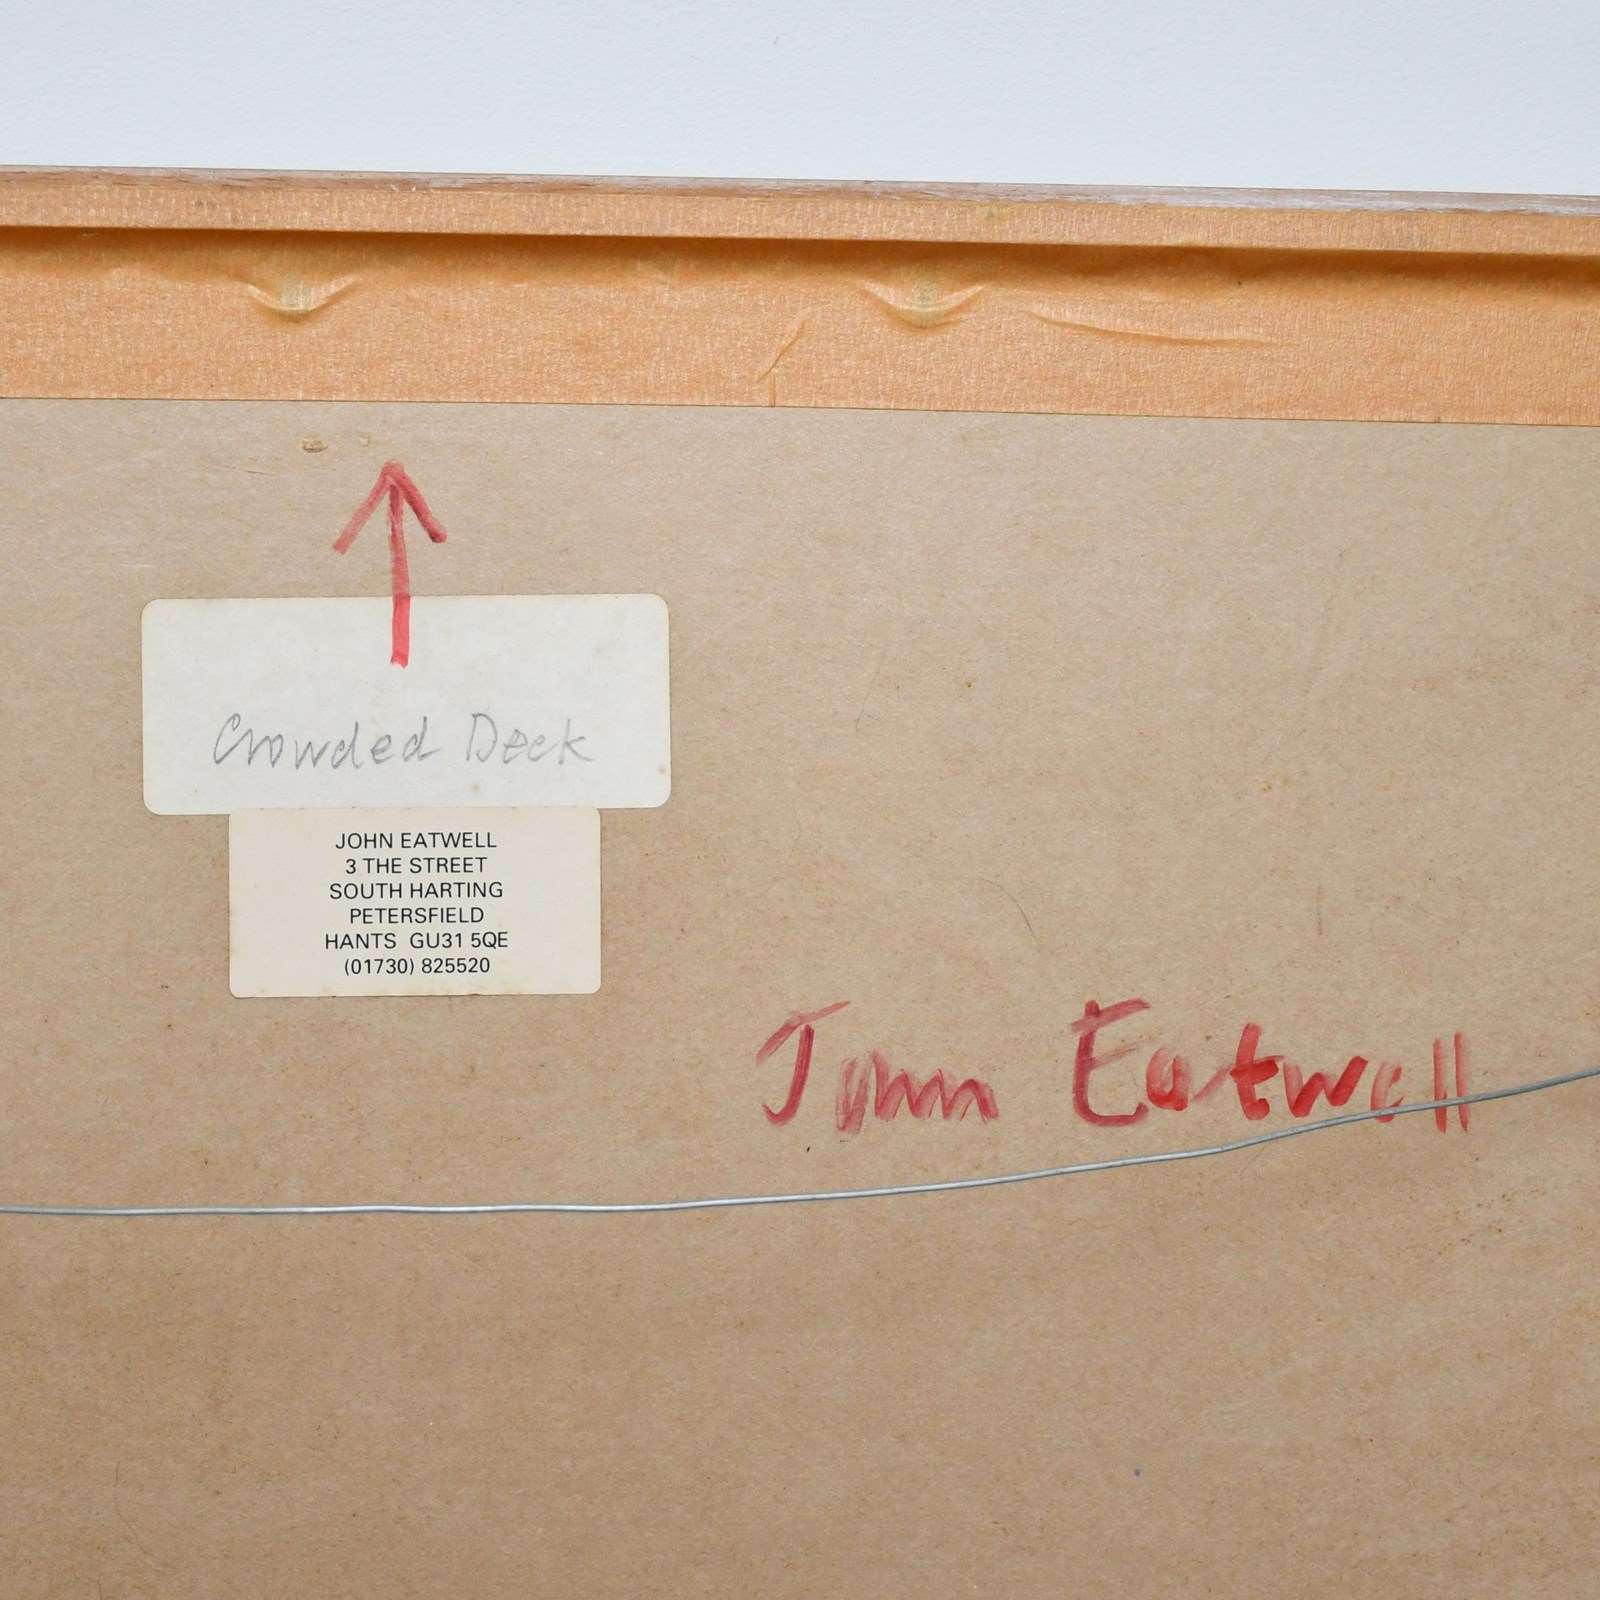 Crowded Deck
JOHN EATWELL
3 THE STREET
SOUTH HARTING
PETERSFIELD
HANTS GU31 5QE
(01730) 825520
John Eatwell